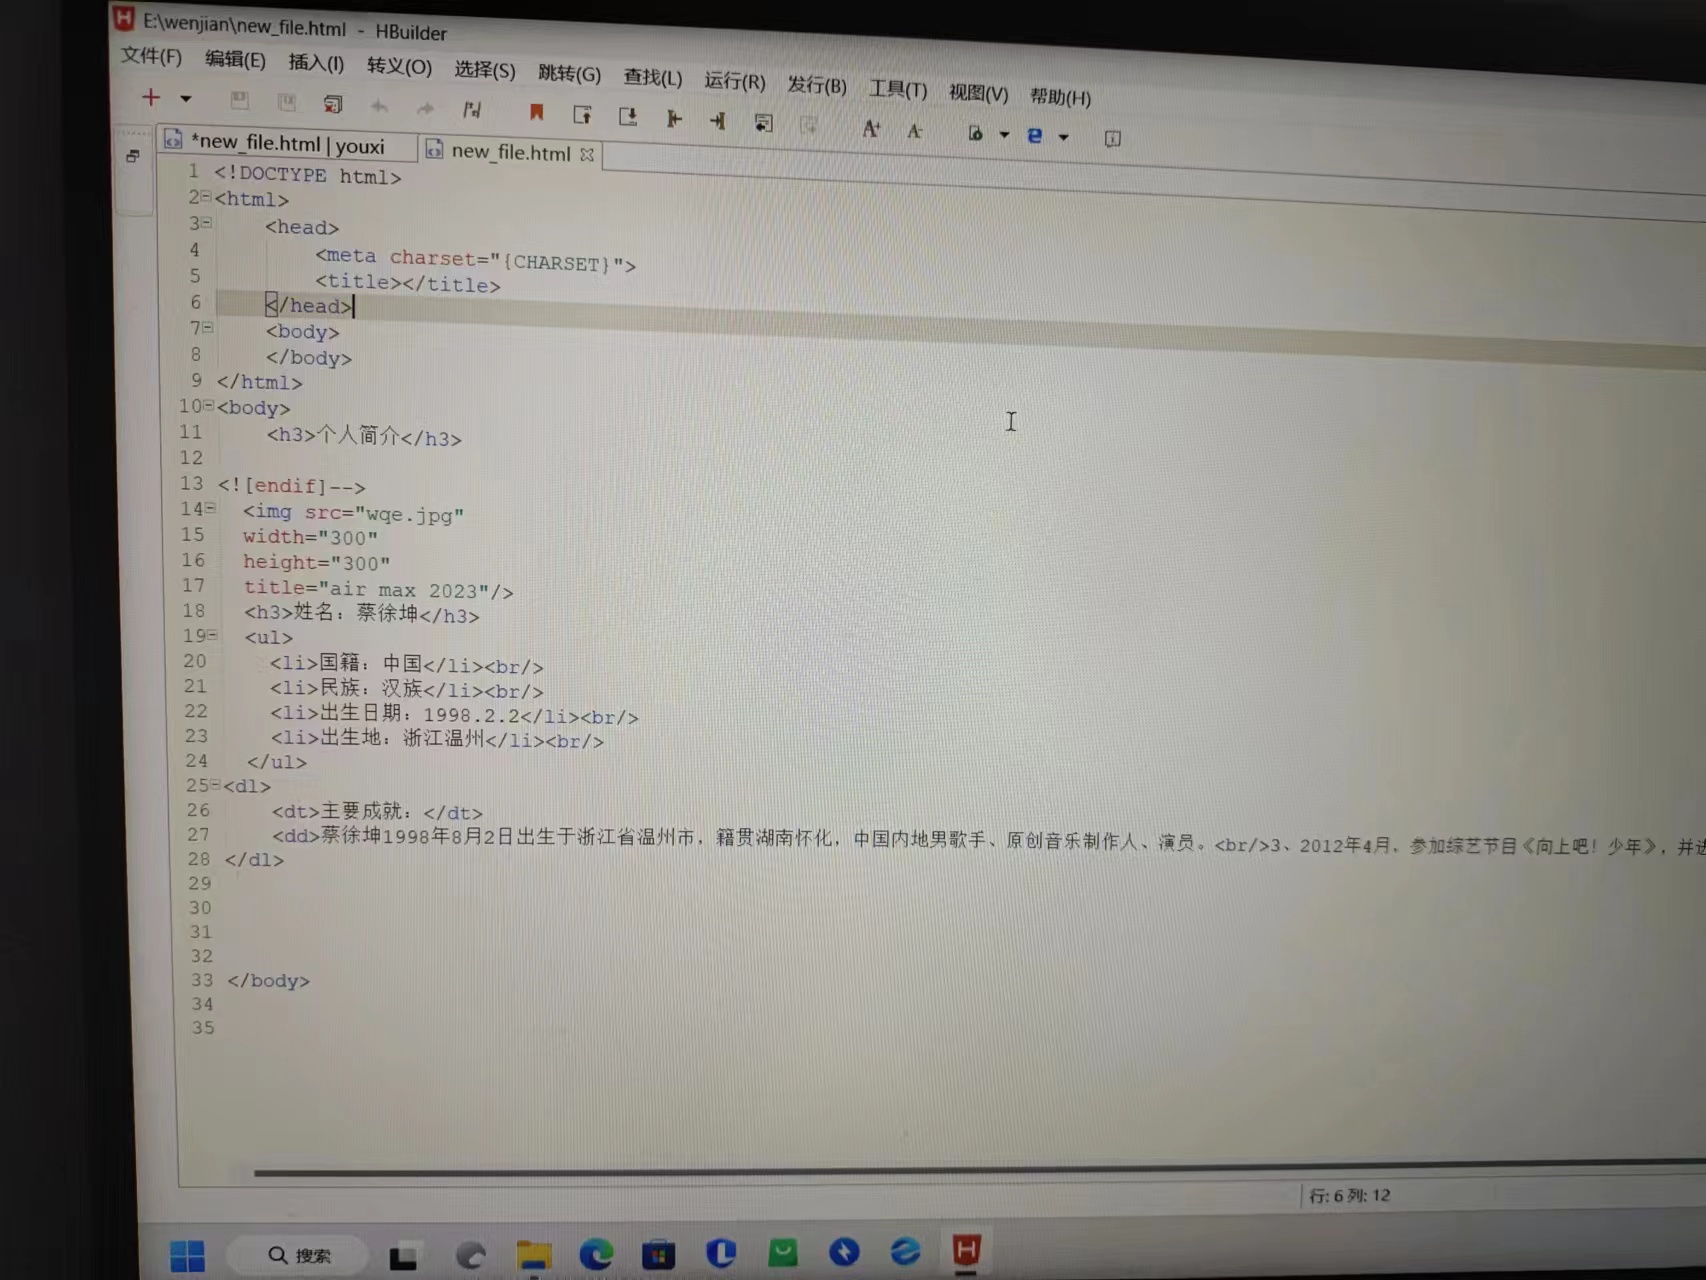 E:\wenjian\new_file.html - HBuilder
文件(F) 编辑(E) 插入(I) 转义(O) 选择(S) 跳转(G) 查找(L) 运行(R) 发行(B) 工具(T) 视图(V) 帮助(H)
*new_file.html | youxi new_file.html
1 <!DOCTYPE html>
2 <html>
3 <head>
4 <meta charset="{CHARSET}">
5 <title></title>
6 </head>
7 <body>
8 </body>
9 </html>
10 <body>
11 <h3>个人简介</h3>
12
13 <![endif]-->
14 <img src="wqe.jpg"
15 width="300"
16 height="300"
17 title="air max 2023"/>
18 <h3>姓名：蔡徐坤</h3>
19 <ul>
20 <li>国籍：中国</li><br/>
21 <li>民族：汉族</li><br/>
22 <li>出生日期：1998.2.2</li><br/>
23 <li>出生地：浙江温州</li><br/>
24 </ul>
25 <dl>
26 <dt>主要成就：</dt>
27 <dd>蔡徐坤1998年8月2日出生于浙江省温州市，籍贯湖南怀化，中国内地男歌手、原创音乐制作人、演员。<br/>3、2012年4月，参加综艺节目《向上吧！少年》，并进
28 </dl>
29
30
31
32
33 </body>
34
35
行: 6 列: 12
搜索